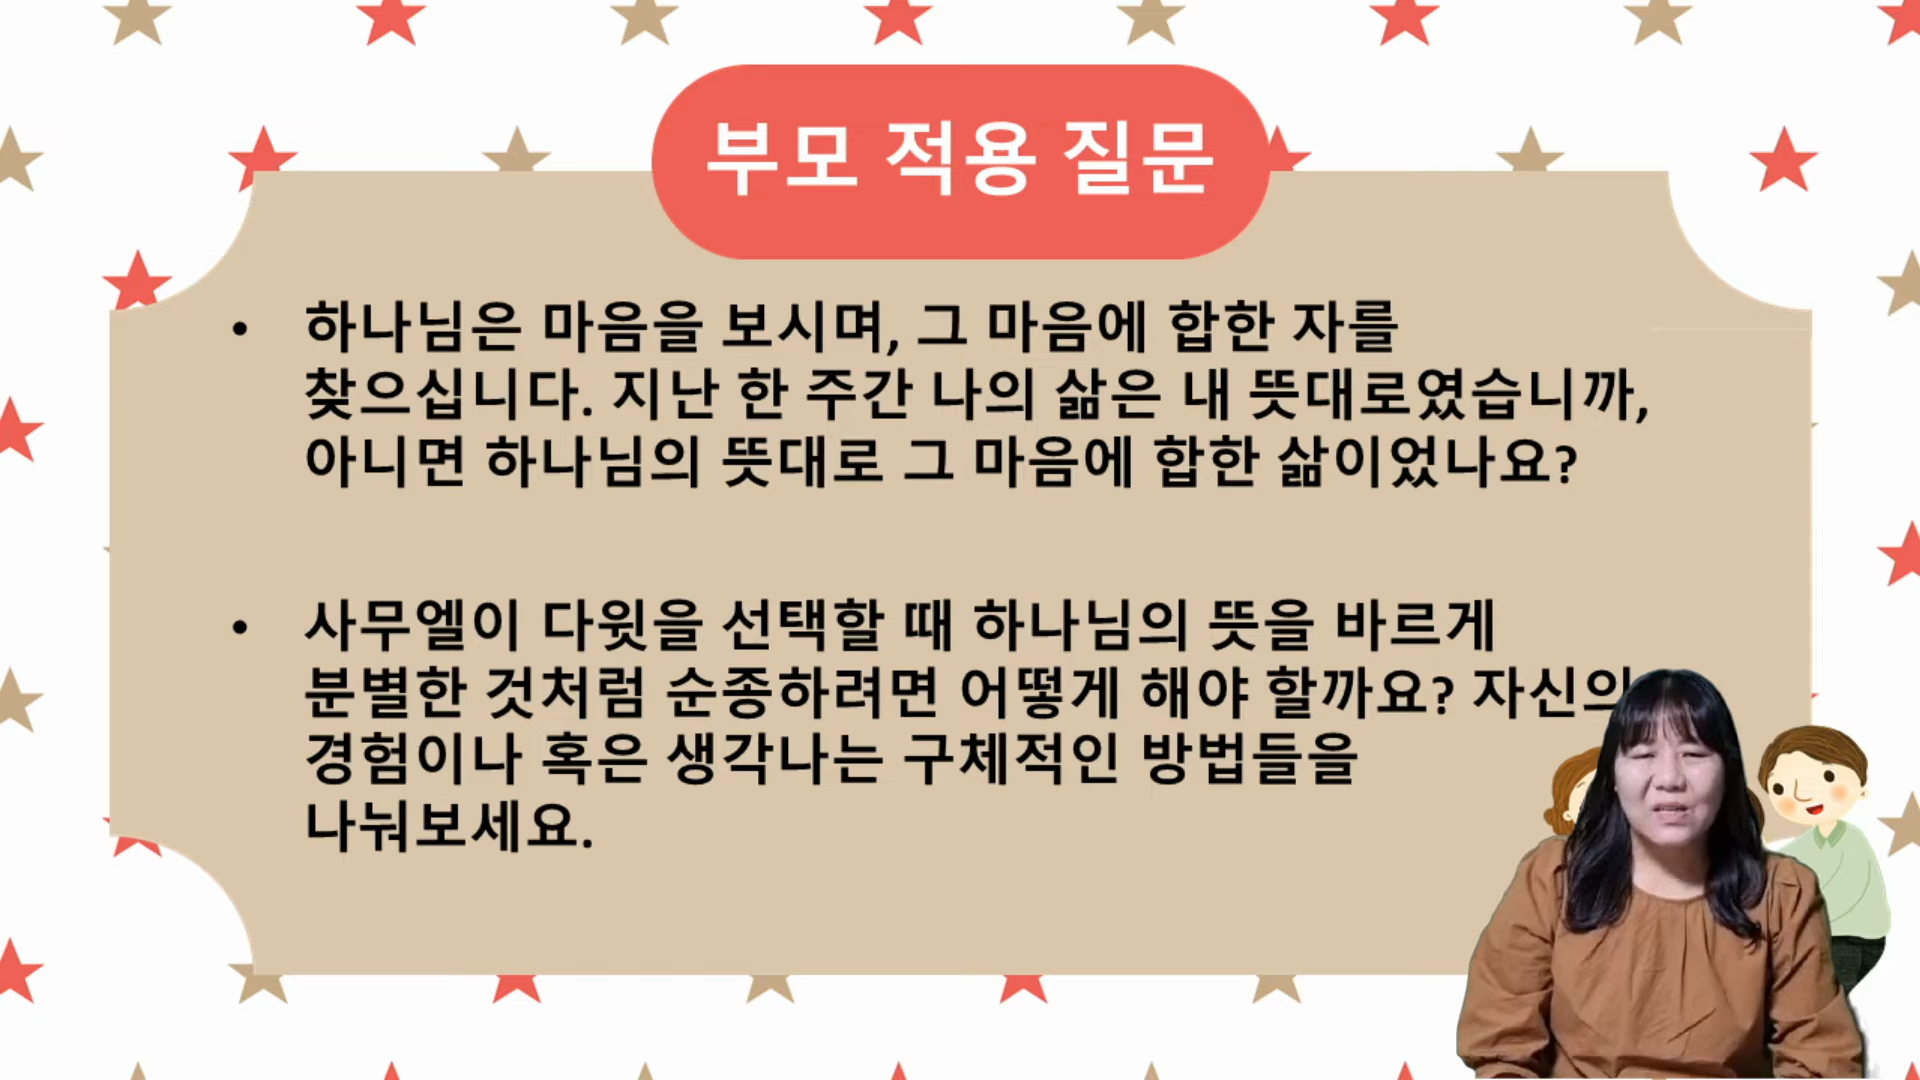 부모 적용 질문
• 하나님은 마음을 보시며, 그 마음에 합한 자를
찾으십니다. 지난 한 주간 나의 삶은 내 뜻대로였습니까,
아니면 하나님의 뜻대로 그 마음에 합한 삶이었나요?
• 사무엘이 다윗을 선택할 때 하나님의 뜻을 바르게
분별한 것처럼 순종하려면 어떻게 해야 할까요? 자신의
경험이나 혹은 생각나는 구체적인 방법들을
나눠보세요.